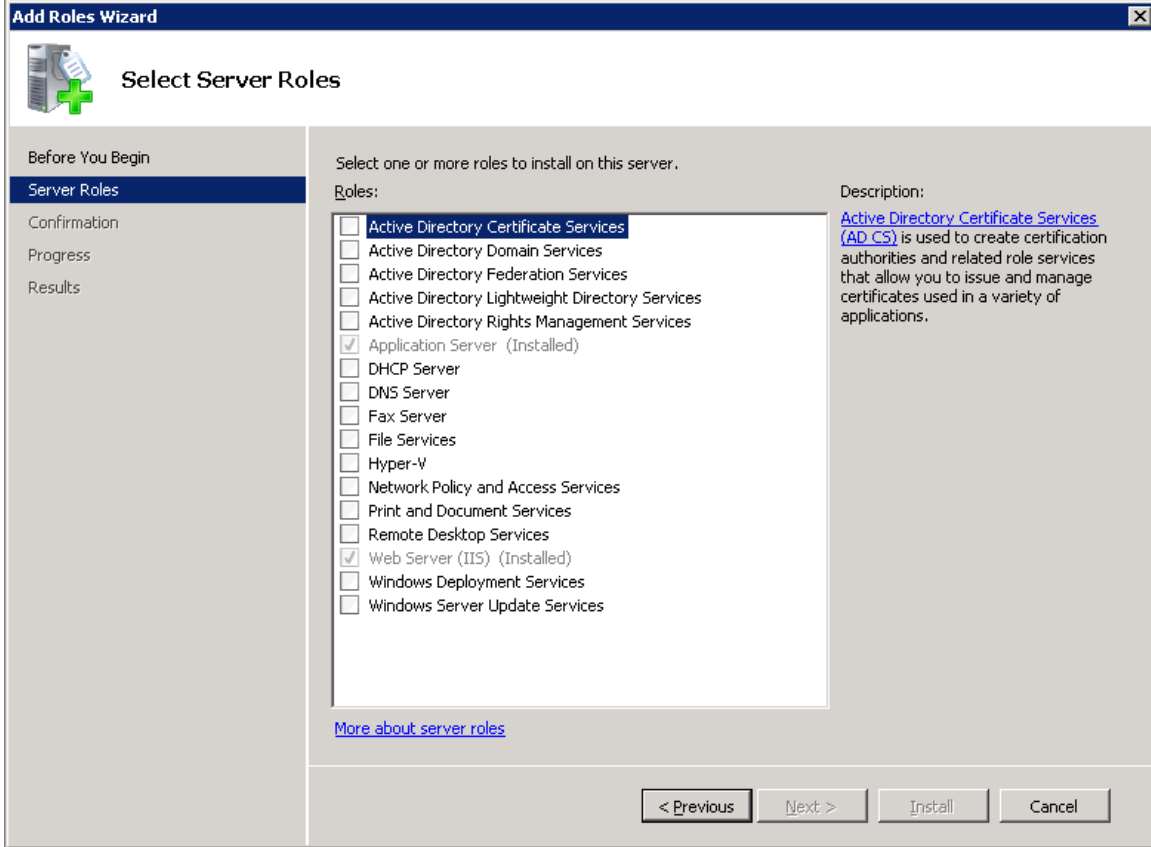 Add Roles Wizard
Select Server Roles
Before You Begin
Server Roles
Confirmation
Progress
Results
Select one or more roles to install on this server.
Roles:
Active Directory Certificate Services
Active Directory Domain Services
Active Directory Federation Services
Active Directory Lightweight Directory Services
Active Directory Rights Management Services
Application Server (Installed)
DHCP Server
DNS Server
Fax Server
File Services
Hyper-V
Network Policy and Access Services
Print and Document Services
Remote Desktop Services
Web Server (IIS) (Installed)
Windows Deployment Services
Windows Server Update Services
More about server roles
Description:
Active Directory Certificate Services
(AD CS) is used to create certification
authorities and related role services
that allow you to issue and manage
certificates used in a variety of
applications.
< Previous
Next >
Install
Cancel